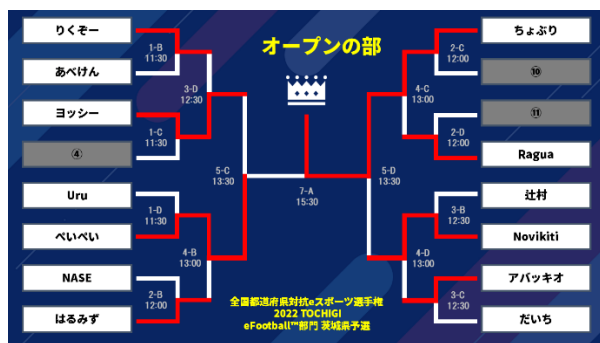 オープンの部
りくぞー
1-B
11:30
あべけん
3-D
12:30
ヨッシー
1-C
11:30
④
5-C
13:30
Uru
1-D
11:30
ぺいぺい
4-B
13:00
NASE
2-B
12:00
はるみず
7-A
15:30
ちょぶり
2-C
12:00
⑩
4-C
13:00
⑪
2-D
12:00
Ragua
5-D
13:30
辻村
3-B
12:30
Novikiti
4-D
13:00
アバッキオ
3-C
12:30
だいち
全国都道府県対抗eスポーツ選手権
2022 TOCHIGI
eFootball™部門 茨城県予選